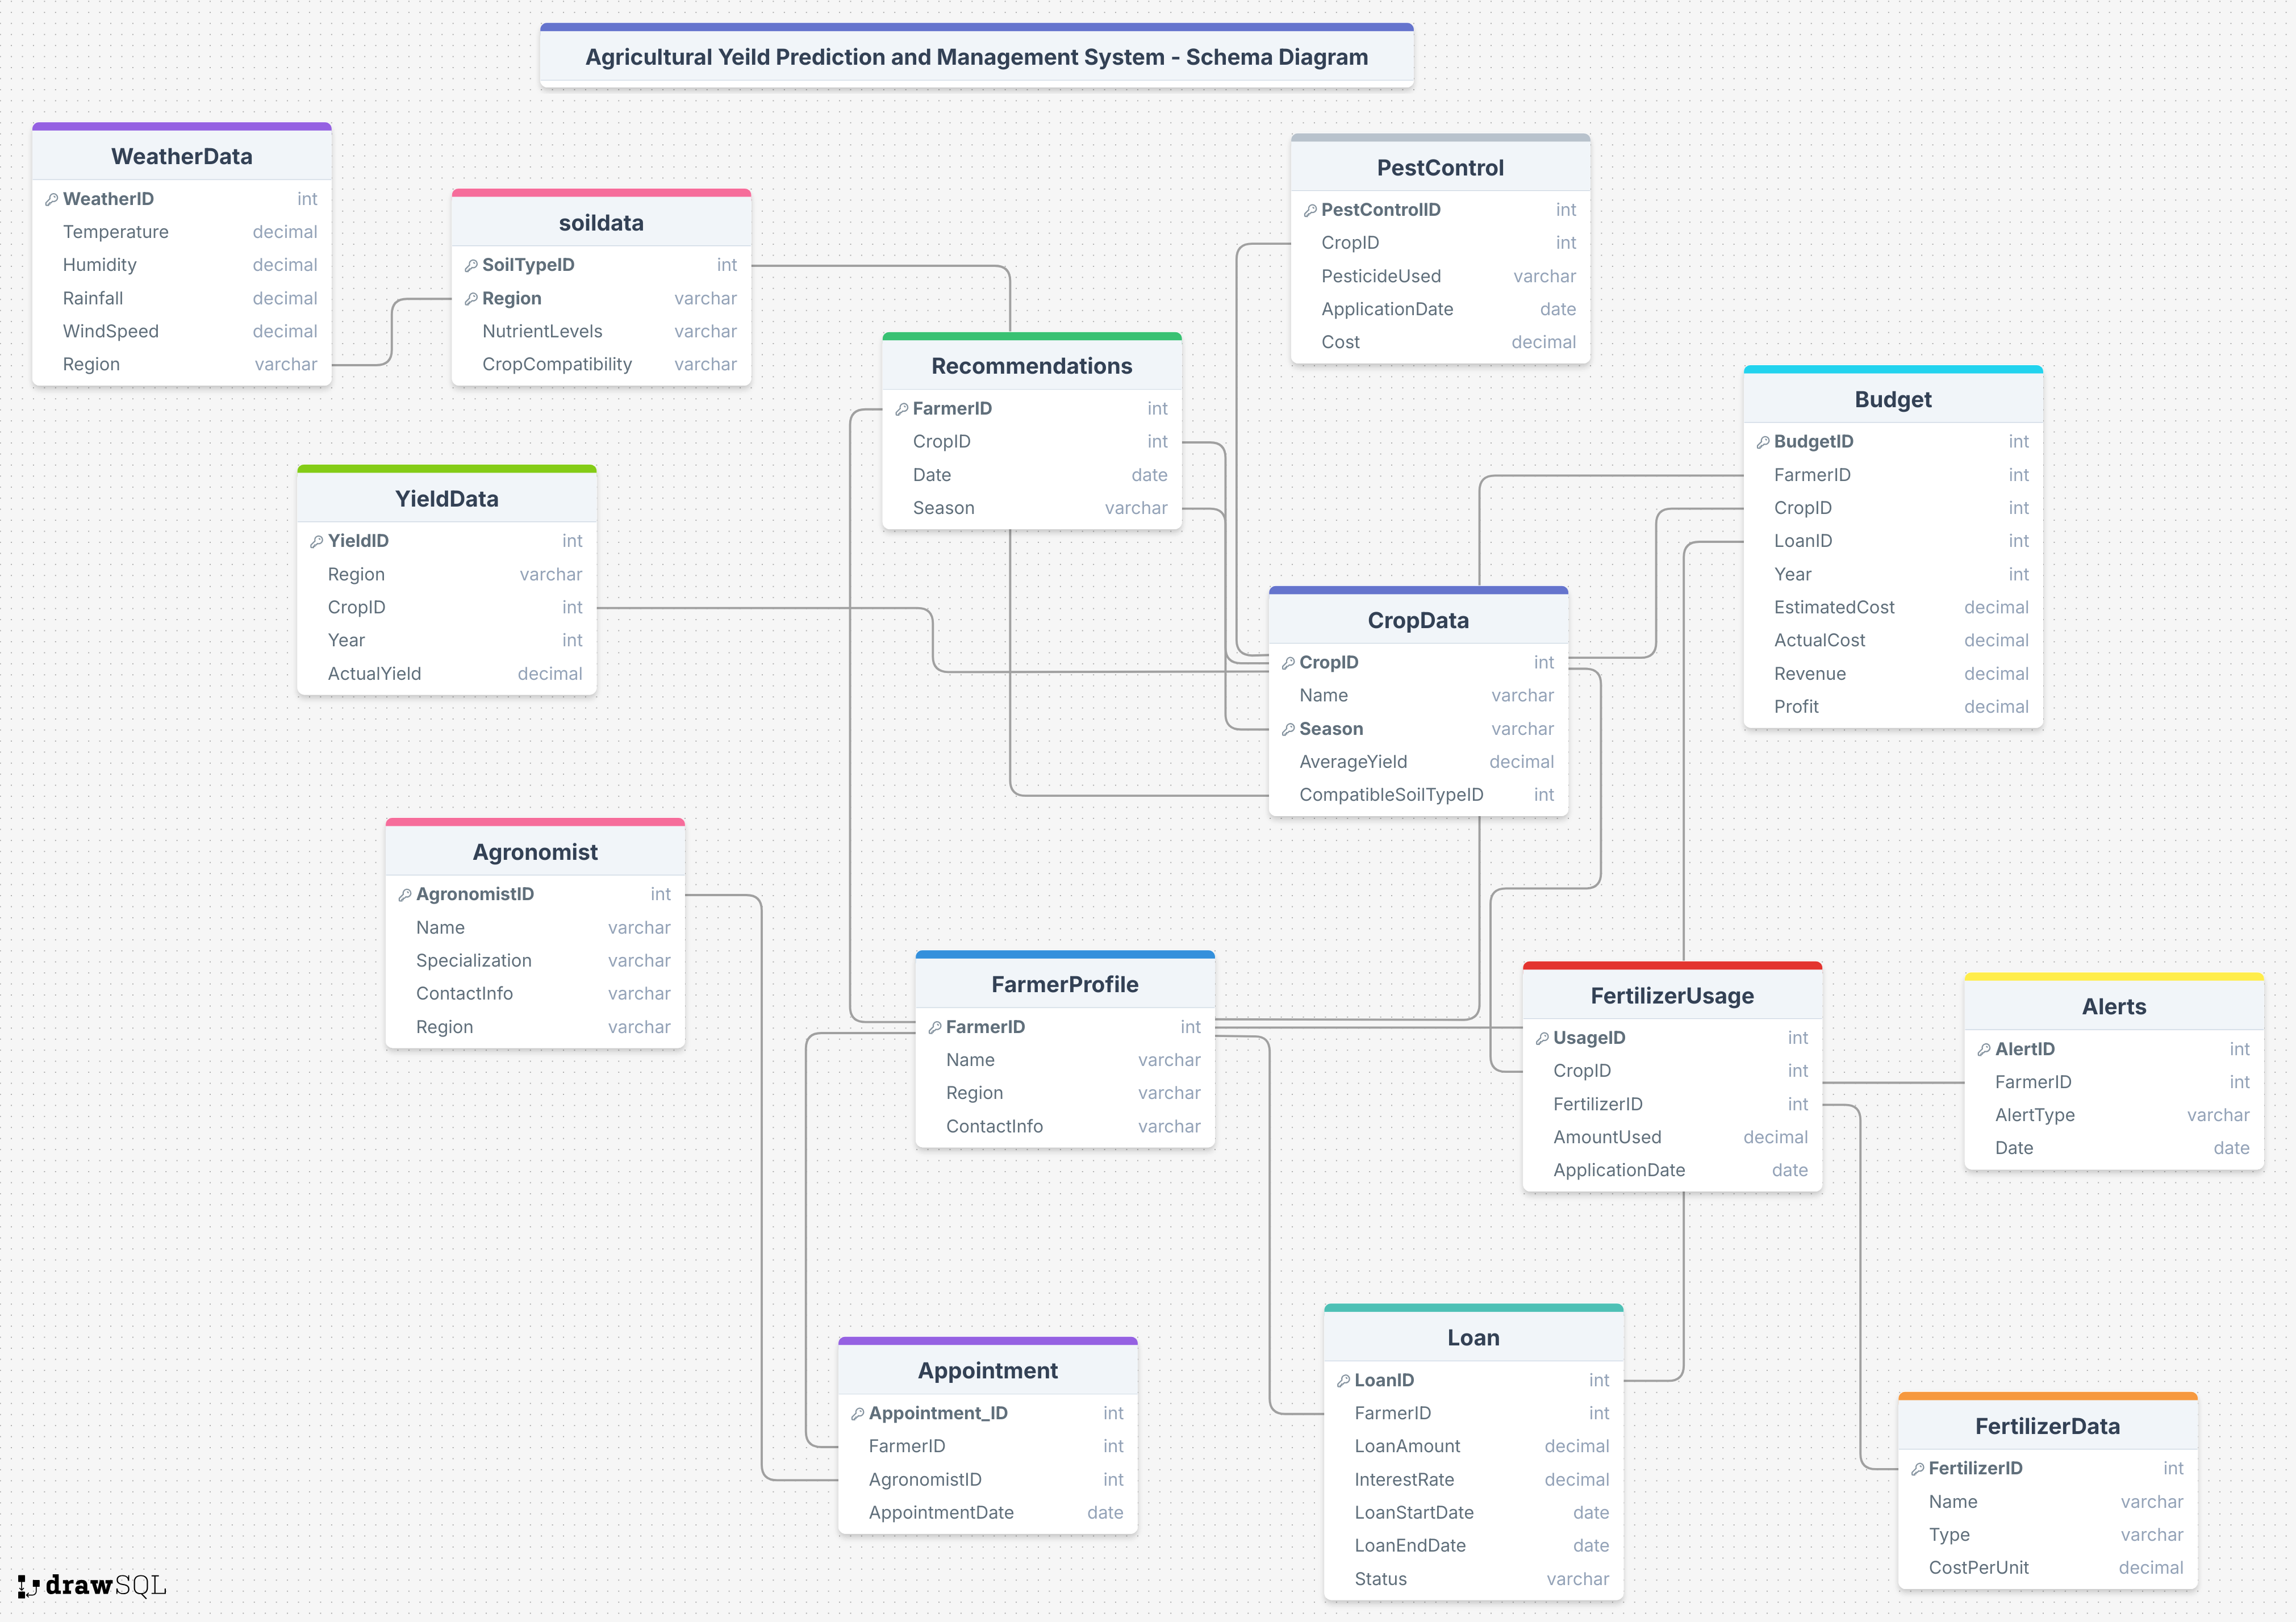 Agricultural Yeild Prediction and Management System - Schema Diagram
WeatherData
WeatherID int
Temperature decimal
Humidity decimal
Rainfall decimal
WindSpeed decimal
Region varchar
soildata
SoilTypeID int
Region varchar
NutrientLevels varchar
CropCompatibility varchar
PestControl
PestControlID int
CropID int
PesticideUsed varchar
ApplicationDate date
Cost decimal
Recommendations
FarmerID int
CropID int
Date date
Season varchar
Budget
BudgetID int
FarmerID int
CropID int
LoanID int
Year int
EstimatedCost decimal
ActualCost decimal
Revenue decimal
Profit decimal
YieldData
YieldID int
Region varchar
CropID int
Year int
ActualYield decimal
CropData
CropID int
Name varchar
Season varchar
AverageYield decimal
CompatibleSoilTypeID int
Agronomist
AgronomistID int
Name varchar
Specialization varchar
ContactInfo varchar
Region varchar
FarmerProfile
FarmerID int
Name varchar
Region varchar
ContactInfo varchar
FertilizerUsage
UsageID int
CropID int
FertilizerID int
AmountUsed decimal
ApplicationDate date
Alerts
AlertID int
FarmerID int
AlertType varchar
Date date
Appointment
Appointment_ID int
FarmerID int
AgronomistID int
AppointmentDate date
Loan
LoanID int
FarmerID int
LoanAmount decimal
InterestRate decimal
LoanStartDate date
LoanEndDate date
Status varchar
FertilizerData
FertilizerID int
Name varchar
Type varchar
CostPerUnit decimal
drawSQL